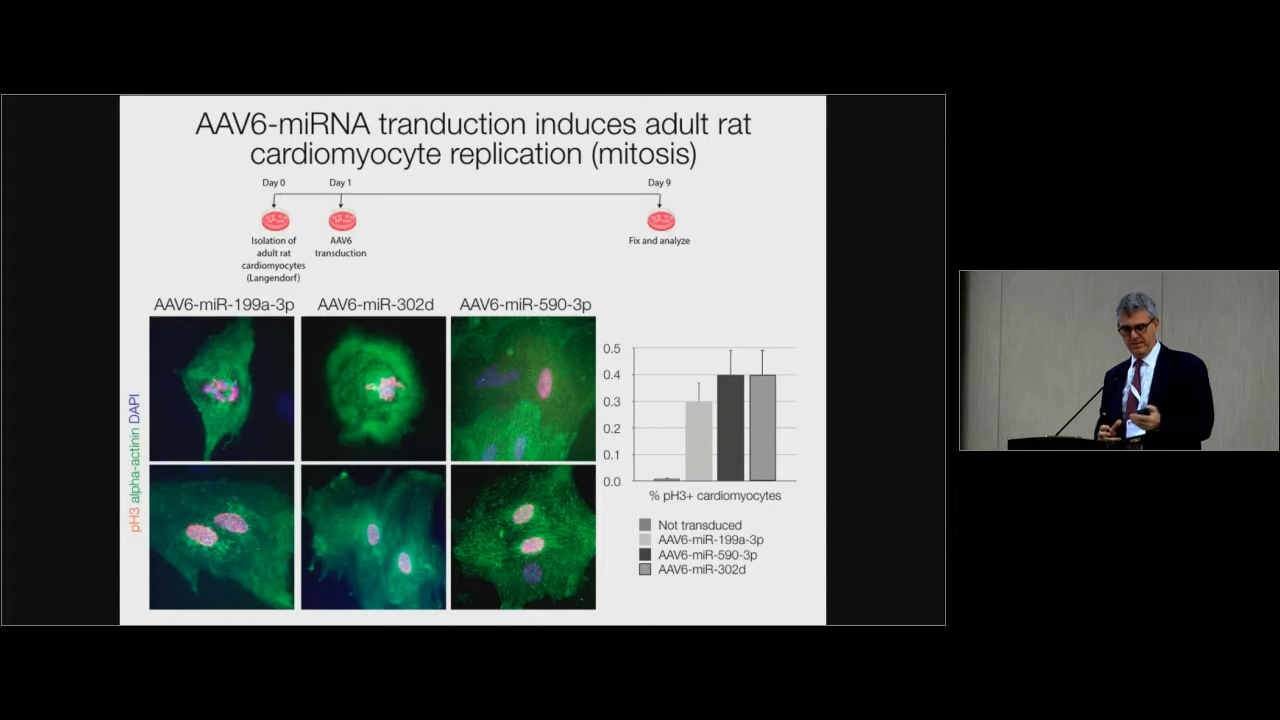 AAV6-miRNA tranduction induces adult rat
cardiomyocyte replication (mitosis)
Day 0
Day 1
Day 9
Isolation of
adult rat
cardiomyocytes
(Langendorf)
AAV6
transduction
Fix and analyze
AAV6-miR-199a-3p
AAV6-miR-302d
AAV6-miR-590-3p
pH3 alpha-actinin DAPI
0.5
0.4
0.3
0.2
0.1
0.0
% pH3+ cardiomyocytes
Not transduced
AAV6-miR-199a-3p
AAV6-miR-590-3p
AAV6-miR-302d